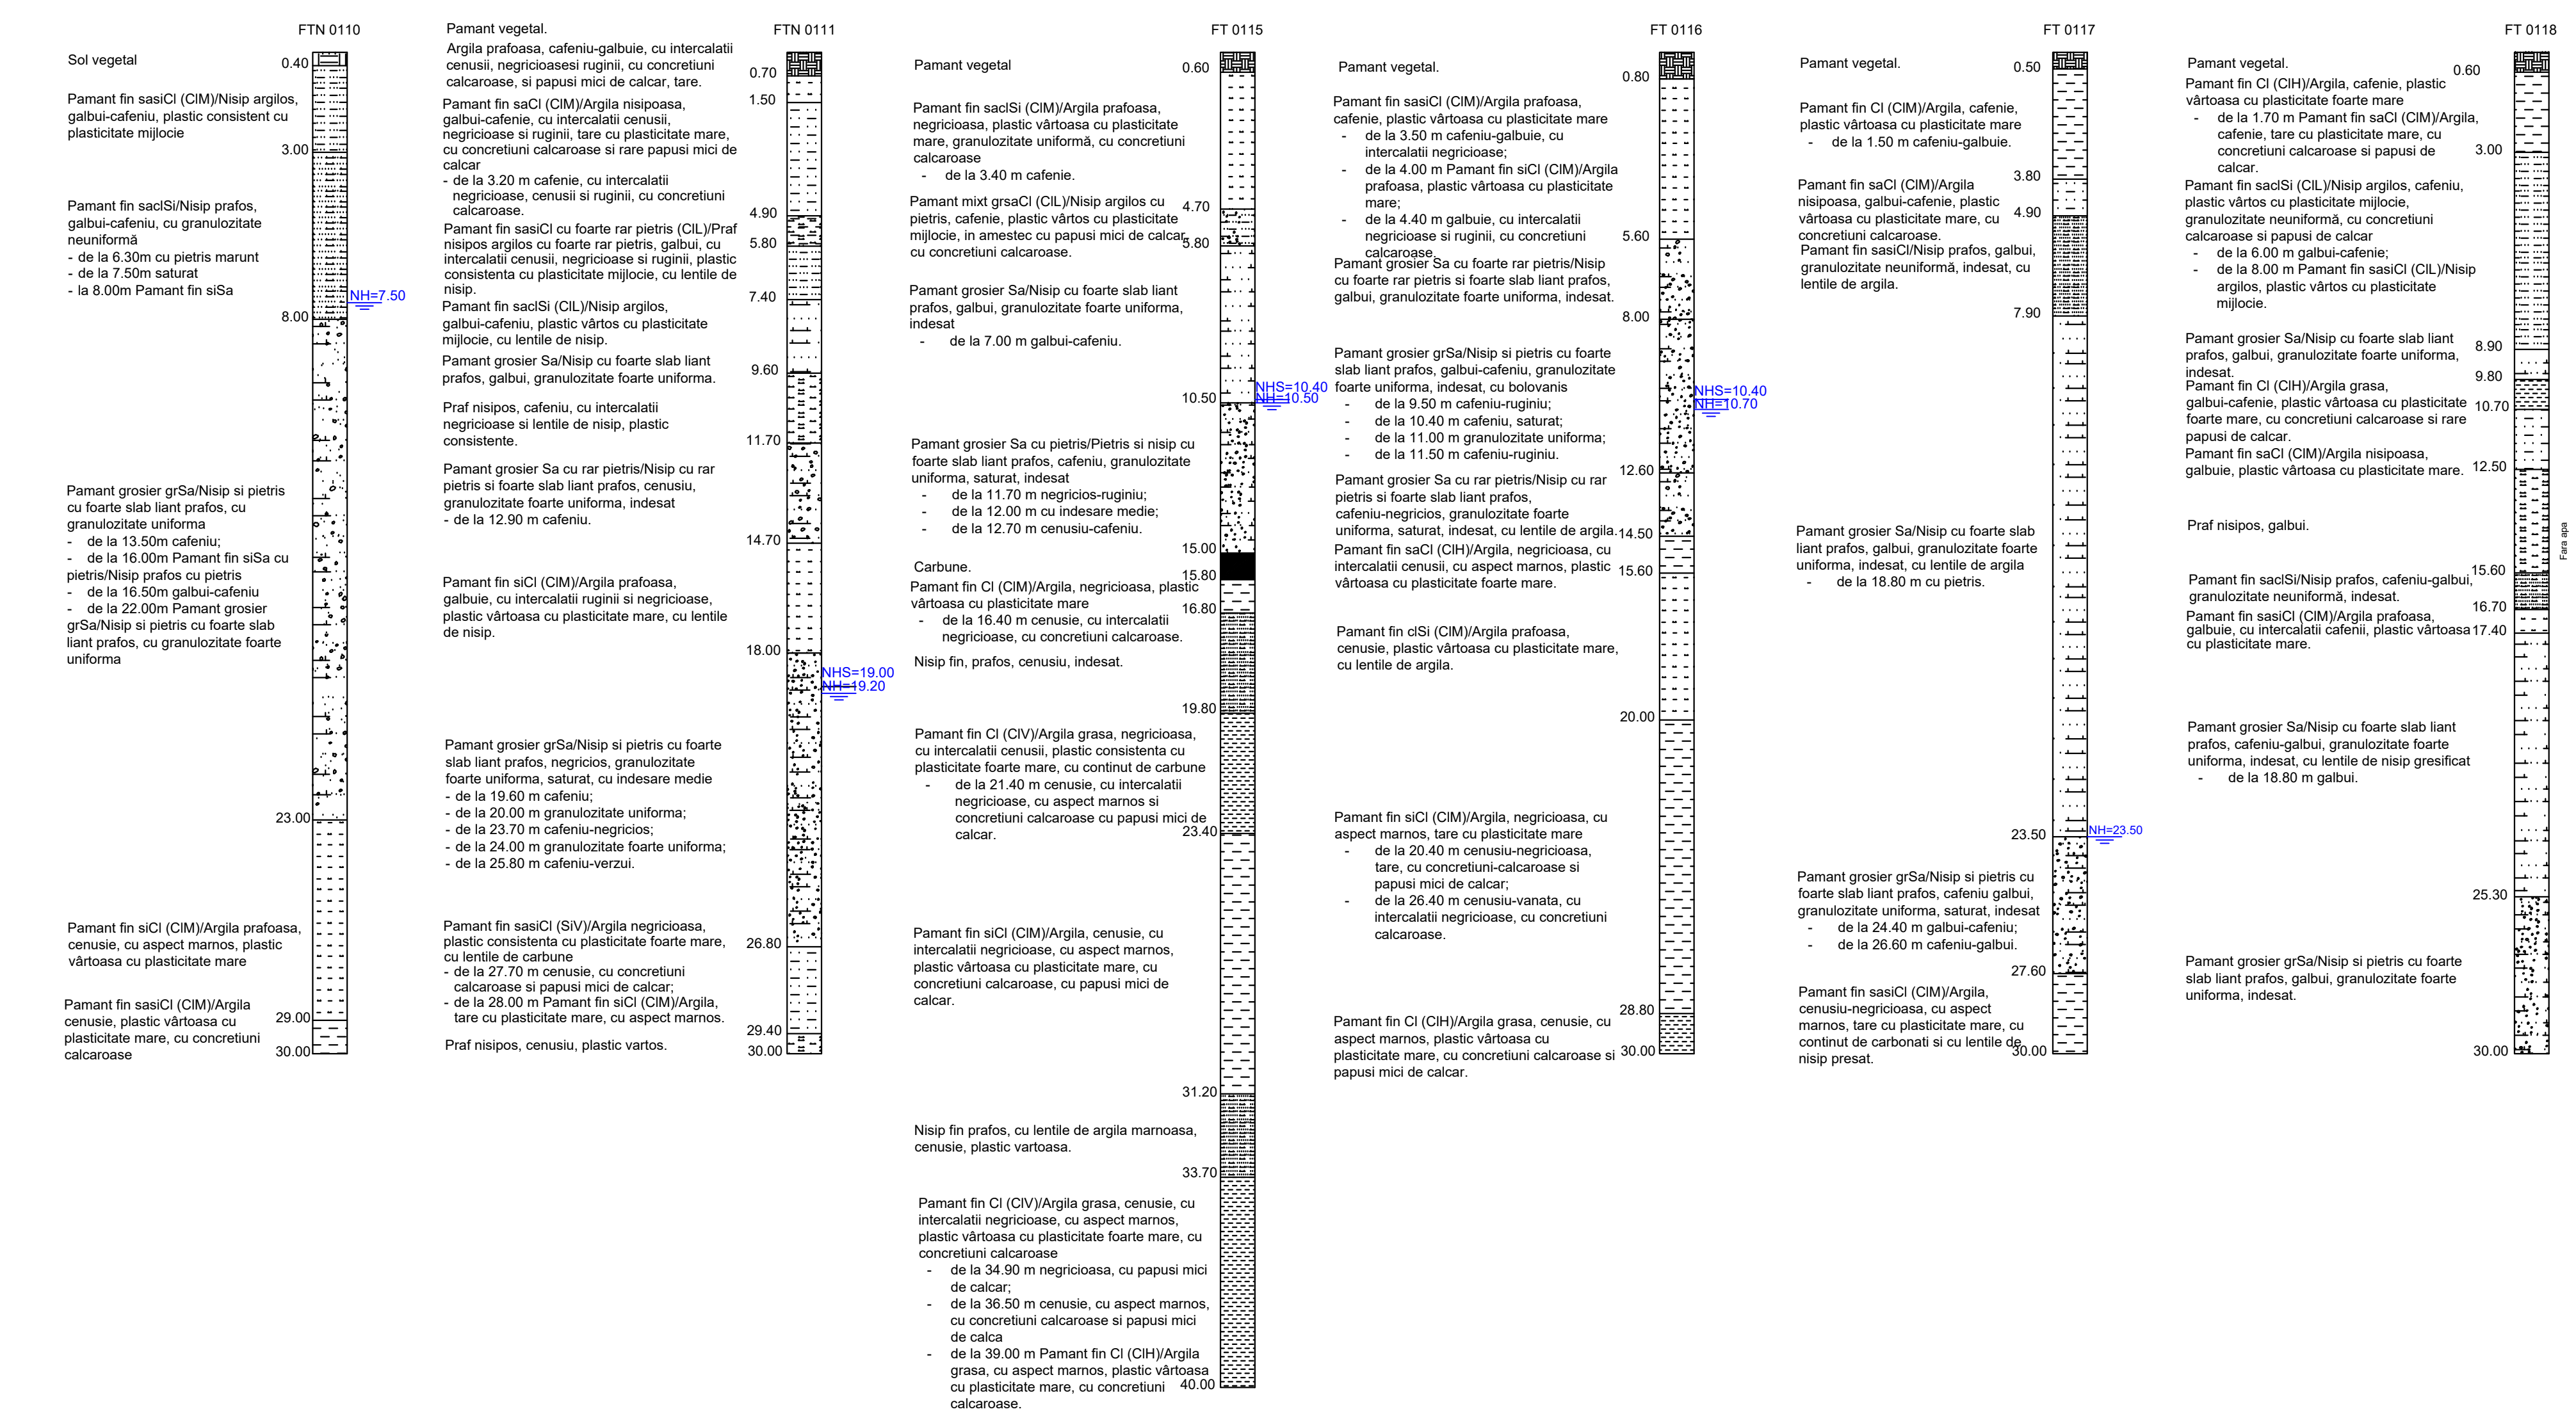 FTN 0110
Sol vegetal
0.40
Pamant fin sasiCl (ClM)/Nisip argilos,
galbui-cafeniu, plastic consistent cu
plasticitate mijlocie
3.00
Pamant fin saclSi/Nisip prafos,
galbui-cafeniu, cu granulozitate
neuniformă
- de la 6.30m cu pietris marunt
- de la 7.50m saturat
- la 8.00m Pamant fin siSa
NH=7.50
8.00
Pamant grosier grSa/Nisip si pietris
cu foarte slab liant prafos, cu
granulozitate uniforma
- de la 13.50m cafeniu;
- de la 16.00m Pamant fin siSa cu
pietris/Nisip prafos cu pietris
- de la 16.50m galbui-cafeniu
- de la 22.00m Pamant grosier
grSa/Nisip si pietris cu foarte slab
liant prafos, cu granulozitate foarte
uniforma
23.00
Pamant fin siCl (ClM)/Argila prafoasa,
cenusie, cu aspect marnos, plastic
vârtoasa cu plasticitate mare
Pamant fin sasiCl (ClM)/Argila
cenusie, plastic vârtoasa cu
plasticitate mare, cu concretiuni
calcaroase
29.00
30.00
FTN 0111
Pamant vegetal.
Argila prafoasa, cafeniu-galbuie, cu intercalatii
cenusii, negricioasesi ruginii, cu concretiuni
calcaroase, si papusi mici de calcar, tare.
0.70
1.50
Pamant fin saCl (ClM)/Argila nisipoasa,
galbui-cafenie, cu intercalatii cenusii,
negricioase si ruginii, tare cu plasticitate mare,
cu concretiuni calcaroase si rare papusi mici de
calcar
- de la 3.20 m cafenie, cu intercalatii
negricioase, cenusii si ruginii, cu concretiuni
calcaroase.
4.90
Pamant fin sasiCl cu foarte rar pietris (ClL)/Praf
nisipos argilos cu foarte rar pietris, galbui, cu
intercalatii cenusii, negricioase si ruginii, plastic
consistenta cu plasticitate mijlocie, cu lentile de
nisip.
5.80
7.40
Pamant fin saclSi (ClL)/Nisip argilos,
galbui-cafeniu, plastic vârtos cu plasticitate
mijlocie, cu lentile de nisip.
Pamant grosier Sa/Nisip cu foarte slab liant
prafos, galbui, granulozitate foarte uniforma.
9.60
Praf nisipos, cafeniu, cu intercalatii
negricioase si lentile de nisip, plastic
consistente.
11.70
Pamant grosier Sa cu rar pietris/Nisip cu rar
pietris si foarte slab liant prafos, cenusiu,
granulozitate foarte uniforma, indesat
- de la 12.90 m cafeniu.
14.70
Pamant fin siCl (ClM)/Argila prafoasa,
galbuie, cu intercalatii ruginii si negricioase,
plastic vârtoasa cu plasticitate mare, cu lentile
de nisip.
18.00
NHS=19.00
NH=19.20
Pamant grosier grSa/Nisip si pietris cu foarte
slab liant prafos, negricios, granulozitate
foarte uniforma, saturat, cu indesare medie
- de la 19.60 m cafeniu;
- de la 20.00 m granulozitate uniforma;
- de la 23.70 m cafeniu-negricios;
- de la 24.00 m granulozitate foarte uniforma;
- de la 25.80 m cafeniu-verzui.
Pamant fin sasiCl (SiV)/Argila negricioasa,
plastic consistenta cu plasticitate foarte mare,
cu lentile de carbune
- de la 27.70 m cenusie, cu concretiuni
calcaroase si papusi mici de calcar;
- de la 28.00 m Pamant fin siCl (ClM)/Argila,
tare cu plasticitate mare, cu aspect marnos.
26.80
29.40
Praf nisipos, cenusiu, plastic vartos.
30.00
FT 0115
Pamant vegetal
0.60
Pamant fin saclSi (ClM)/Argila prafoasa,
negricioasa, plastic vârtoasa cu plasticitate
mare, granulozitate uniformă, cu concretiuni
calcaroase
- de la 3.40 m cafenie.
Pamant mixt grsaCl (ClL)/Nisip argilos cu
pietris, cafenie, plastic vârtos cu plasticitate
mijlocie, in amestec cu papusi mici de calcar,
cu concretiuni calcaroase.
4.70
5.80
Pamant grosier Sa/Nisip cu foarte slab liant
prafos, galbui, granulozitate foarte uniforma,
indesat
- de la 7.00 m galbui-cafeniu.
10.50
NHS=10.40
NH=10.50
Pamant grosier Sa cu pietris/Pietris si nisip cu
foarte slab liant prafos, cafeniu, granulozitate
uniforma, saturat, indesat
- de la 11.70 m negricios-ruginiu;
- de la 12.00 m cu indesare medie;
- de la 12.70 m cenusiu-cafeniu.
15.00
Carbune.
15.80
Pamant fin Cl (ClM)/Argila, negricioasa, plastic
vârtoasa cu plasticitate mare
- de la 16.40 m cenusie, cu intercalatii
negricioase, cu concretiuni calcaroase.
16.80
Nisip fin, prafos, cenusiu, indesat.
19.80
Pamant fin Cl (ClV)/Argila grasa, negricioasa,
cu intercalatii cenusii, plastic consistenta cu
plasticitate foarte mare, cu continut de carbune
- de la 21.40 m cenusie, cu intercalatii
negricioase, cu aspect marnos si
concretiuni calcaroase cu papusi mici de
calcar.
23.40
Pamant fin siCl (ClM)/Argila, cenusie, cu
intercalatii negricioase, cu aspect marnos,
plastic vârtoasa cu plasticitate mare, cu
concretiuni calcaroase, cu papusi mici de
calcar.
31.20
Nisip fin prafos, cu lentile de argila marnoasa,
cenusie, plastic vartoasa.
33.70
Pamant fin Cl (ClV)/Argila grasa, cenusie, cu
intercalatii negricioase, cu aspect marnos,
plastic vârtoasa cu plasticitate foarte mare, cu
concretiuni calcaroase
- de la 34.90 m negricioasa, cu papusi mici
de calcar;
- de la 36.50 m cenusie, cu aspect marnos,
cu concretiuni calcaroase si papusi mici
de calca
- de la 39.00 m Pamant fin Cl (ClH)/Argila
grasa, cu aspect marnos, plastic vârtoasa
cu plasticitate mare, cu concretiuni
calcaroase.
40.00
FT 0116
Pamant vegetal.
0.80
Pamant fin sasiCl (ClM)/Argila prafoasa,
cafenie, plastic vârtoasa cu plasticitate mare
- de la 3.50 m cafeniu-galbuie, cu
intercalatii negricioase;
- de la 4.00 m Pamant fin siCl (ClM)/Argila
prafoasa, plastic vârtoasa cu plasticitate
mare;
- de la 4.40 m galbuie, cu intercalatii
negricioase si ruginii, cu concretiuni
calcaroase.
5.60
Pamant grosier Sa cu foarte rar pietris/Nisip
cu foarte rar pietris si foarte slab liant prafos,
galbui, granulozitate foarte uniforma, indesat.
8.00
Pamant grosier grSa/Nisip si pietris cu foarte
slab liant prafos, galbui-cafeniu, granulozitate
foarte uniforma, indesat, cu bolovanis
- de la 9.50 m cafeniu-ruginiu;
- de la 10.40 m cafeniu, saturat;
- de la 11.00 m granulozitate uniforma;
- de la 11.50 m cafeniu-ruginiu.
NHS=10.40
NH=10.70
12.60
Pamant grosier Sa cu rar pietris/Nisip cu rar
pietris si foarte slab liant prafos,
cafeniu-negricios, granulozitate foarte
uniforma, saturat, indesat, cu lentile de argila.
14.50
Pamant fin saCl (ClH)/Argila, negricioasa, cu
intercalatii cenusii, cu aspect marnos, plastic
vârtoasa cu plasticitate foarte mare.
15.60
Pamant fin clSi (ClM)/Argila prafoasa,
cenusie, plastic vârtoasa cu plasticitate mare,
cu lentile de argila.
20.00
Pamant fin siCl (ClM)/Argila, negricioasa, cu
aspect marnos, tare cu plasticitate mare
- de la 20.40 m cenusiu-negricioasa,
tare, cu concretiuni-calcaroase si
papusi mici de calcar;
- de la 26.40 m cenusiu-vanata, cu
intercalatii negricioase, cu concretiuni
calcaroase.
28.80
Pamant fin Cl (ClH)/Argila grasa, cenusie, cu
aspect marnos, plastic vârtoasa cu
plasticitate mare, cu concretiuni calcaroase si
papusi mici de calcar.
30.00
FT 0117
Pamant vegetal.
0.50
Pamant fin Cl (ClM)/Argila, cafenie,
plastic vârtoasa cu plasticitate mare
- de la 1.50 m cafeniu-galbuie.
3.80
Pamant fin saCl (ClM)/Argila
nisipoasa, galbui-cafenie, plastic
vârtoasa cu plasticitate mare, cu
concretiuni calcaroase.
4.90
Pamant fin sasiCl/Nisip prafos, galbui,
granulozitate neuniformă, indesat, cu
lentile de argila.
7.90
Pamant grosier Sa/Nisip cu foarte slab
liant prafos, galbui, granulozitate foarte
uniforma, indesat, cu lentile de argila
- de la 18.80 m cu pietris.
23.50
NH=23.50
Pamant grosier grSa/Nisip si pietris cu
foarte slab liant prafos, cafeniu galbui,
granulozitate uniforma, saturat, indesat
- de la 24.40 m galbui-cafeniu;
- de la 26.60 m cafeniu-galbui.
27.60
Pamant fin sasiCl (ClM)/Argila,
cenusiu-negricioasa, cu aspect
marnos, tare cu plasticitate mare, cu
continut de carbonati si cu lentile de
nisip presat.
30.00
FT 0118
Pamant vegetal.
0.60
Pamant fin Cl (ClH)/Argila, cafenie, plastic
vârtoasa cu plasticitate foarte mare
- de la 1.70 m Pamant fin saCl (ClM)/Argila,
cafenie, tare cu plasticitate mare, cu
concretiuni calcaroase si papusi de
calcar.
3.00
Pamant fin saclSi (ClL)/Nisip argilos, cafeniu,
plastic vârtos cu plasticitate mijlocie,
granulozitate neuniformă, cu concretiuni
calcaroase si papusi de calcar
- de la 6.00 m galbui-cafenie;
- de la 8.00 m Pamant fin sasiCl (ClL)/Nisip
argilos, plastic vârtos cu plasticitate
mijlocie.
Pamant grosier Sa/Nisip cu foarte slab liant
prafos, galbui, granulozitate foarte uniforma,
indesat.
8.90
9.80
Pamant fin Cl (ClH)/Argila grasa,
galbui-cafenie, plastic vârtoasa cu plasticitate
foarte mare, cu concretiuni calcaroase si rare
papusi de calcar.
10.70
Pamant fin saCl (ClM)/Argila nisipoasa,
galbuie, plastic vârtoasa cu plasticitate mare.
12.50
Praf nisipos, galbui.
Fara apa
15.60
Pamant fin saclSi/Nisip prafos, cafeniu-galbui,
granulozitate neuniformă, indesat.
16.70
Pamant fin sasiCl (ClM)/Argila prafoasa,
galbuie, cu intercalatii cafenii, plastic vârtoasa
cu plasticitate mare.
17.40
Pamant grosier Sa/Nisip cu foarte slab liant
prafos, cafeniu-galbui, granulozitate foarte
uniforma, indesat, cu lentile de nisip gresificat
- de la 18.80 m galbui.
25.30
Pamant grosier grSa/Nisip si pietris cu foarte
slab liant prafos, galbui, granulozitate foarte
uniforma, indesat.
30.00